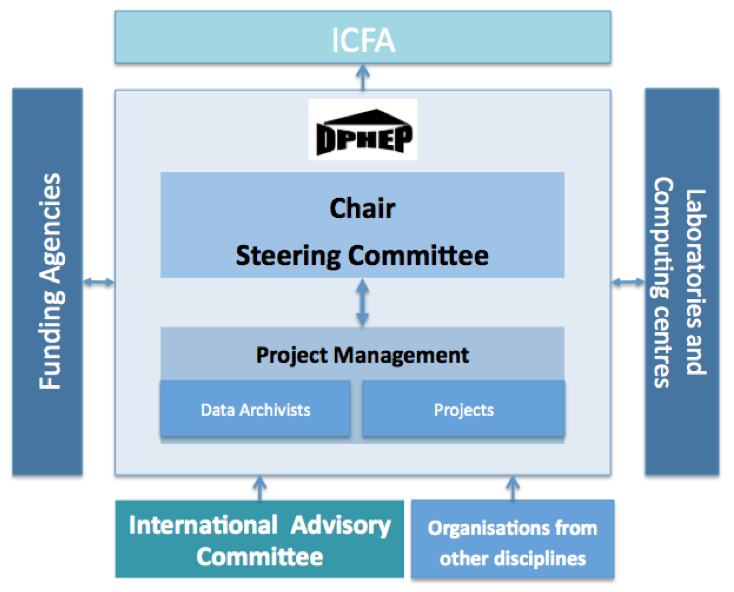 ICFA
DPHEP
Chair
Steering Committee
Funding Agencies
Laboratories and
Computing centres
Project Management
Data Archivists
Projects
International Advisory
Committee
Organisations from
other disciplines